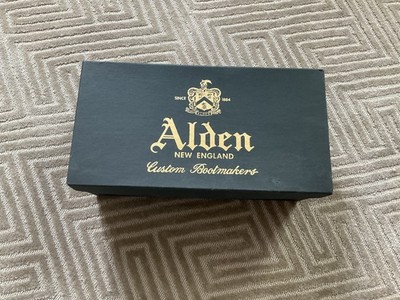 SINCE 1884
Alden
NEW ENGLAND
Custom Bootmakers